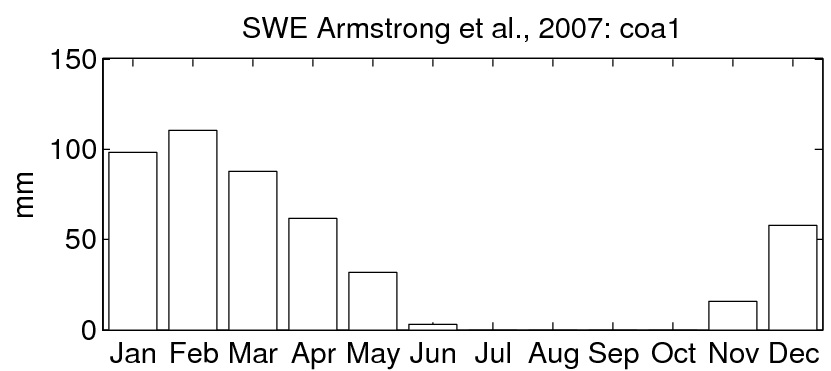 SWE Armstrong et al., 2007: coa1
150
100
50
0
mm
Jan Feb Mar Apr May Jun Jul Aug Sep Oct Nov Dec